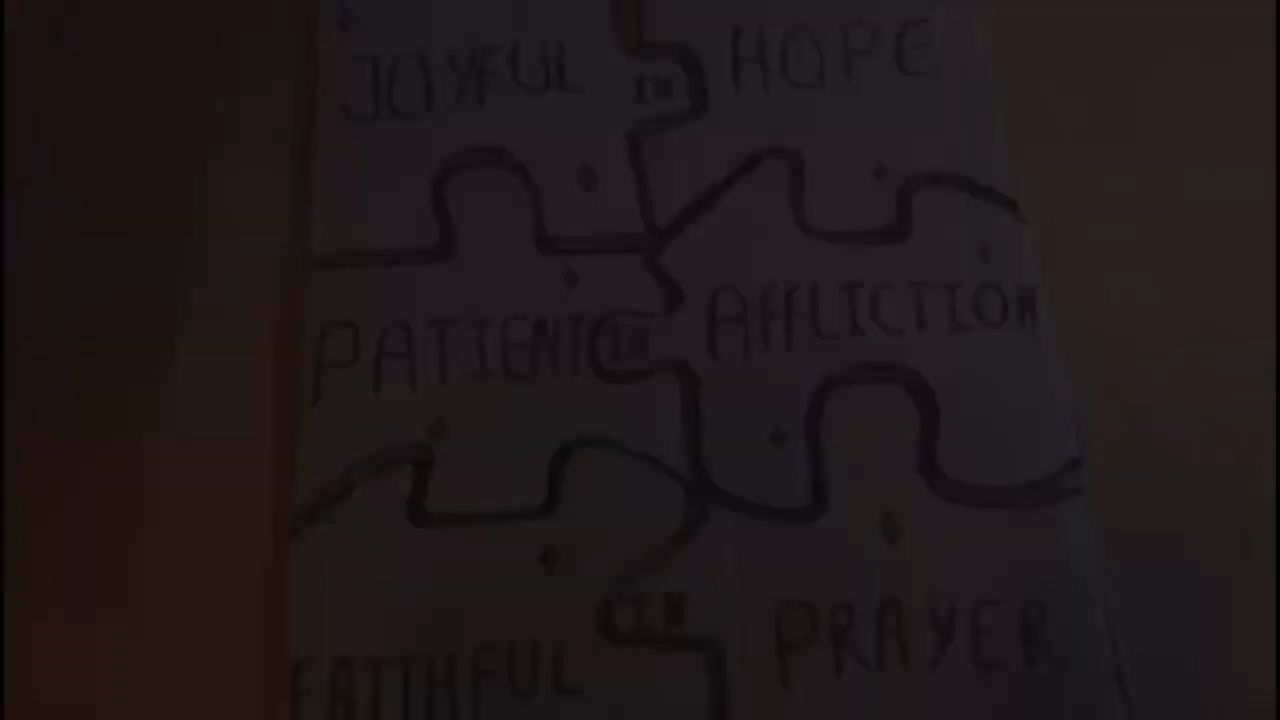 JOYFUL IN HOPE
PATIENT IN AFFLICTION
FAITHFUL IN PRAYER